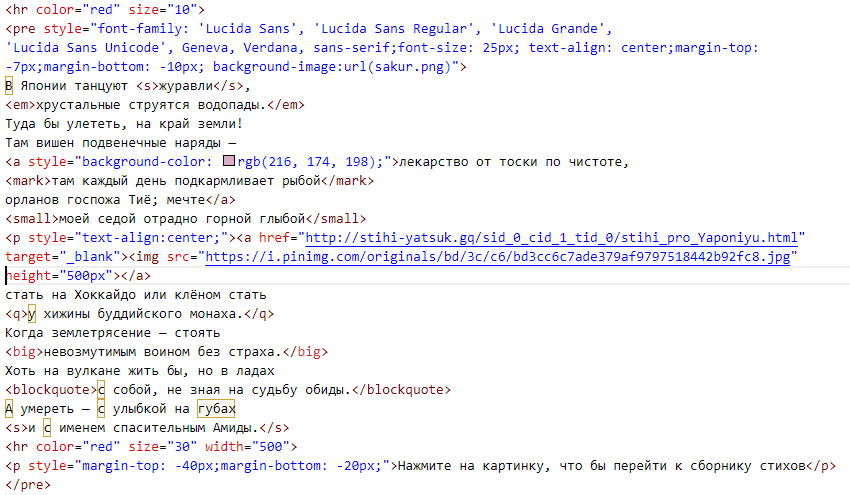 <hr color="red" size="10">
<pre style="font-family: 'Lucida Sans', 'Lucida Sans Regular', 'Lucida Grande',
'Lucida Sans Unicode', Geneva, Verdana, sans-serif;font-size: 25px; text-align: center;margin-top:
-7px;margin-bottom: -10px; background-image:url(sakur.png)">
В Японии танцуют <s>журавли</s>,
<em>хрустальные струятся водопады.</em>
Туда бы улететь, на край земли!
Там вишен подвенечные наряды —
<a style="background-color: rgb(216, 174, 198);">лекарство от тоски по чистоте,
<mark>там каждый день подкармливает рыбой</mark>
орланов госпожа Тиё; мечте</a>
<small>моей седой отрадно горной глыбой</small>
<p style="text-align:center;"><a href="http://stihi-yatsuk.gq/sid_0_cid_1_tid_0/stihi_pro_Yaponiyu.html"
target="_blank"><img src="https://i.pinimg.com/originals/bd/3c/c6/bd3cc6c7ade379af9797518442b92fc8.jpg"
height="500px"></a>
стать на Хоккайдо или клёном стать
<q>у хижины буддийского монаха.</q>
Когда землетрясение — стоять
<big>невозмутимым воином без страха.</big>
Хоть на вулкане жить бы, но в ладах
<blockquote>с собой, не зная на судьбу обиды.</blockquote>
А умереть — с улыбкой на губах
<s>и с именем спасительным Амиды.</s>
<hr color="red" size="30" width="500">
<p style="margin-top: -40px;margin-bottom: -20px;">Нажмите на картинку, что бы перейти к сборнику стихов</p>
</pre>